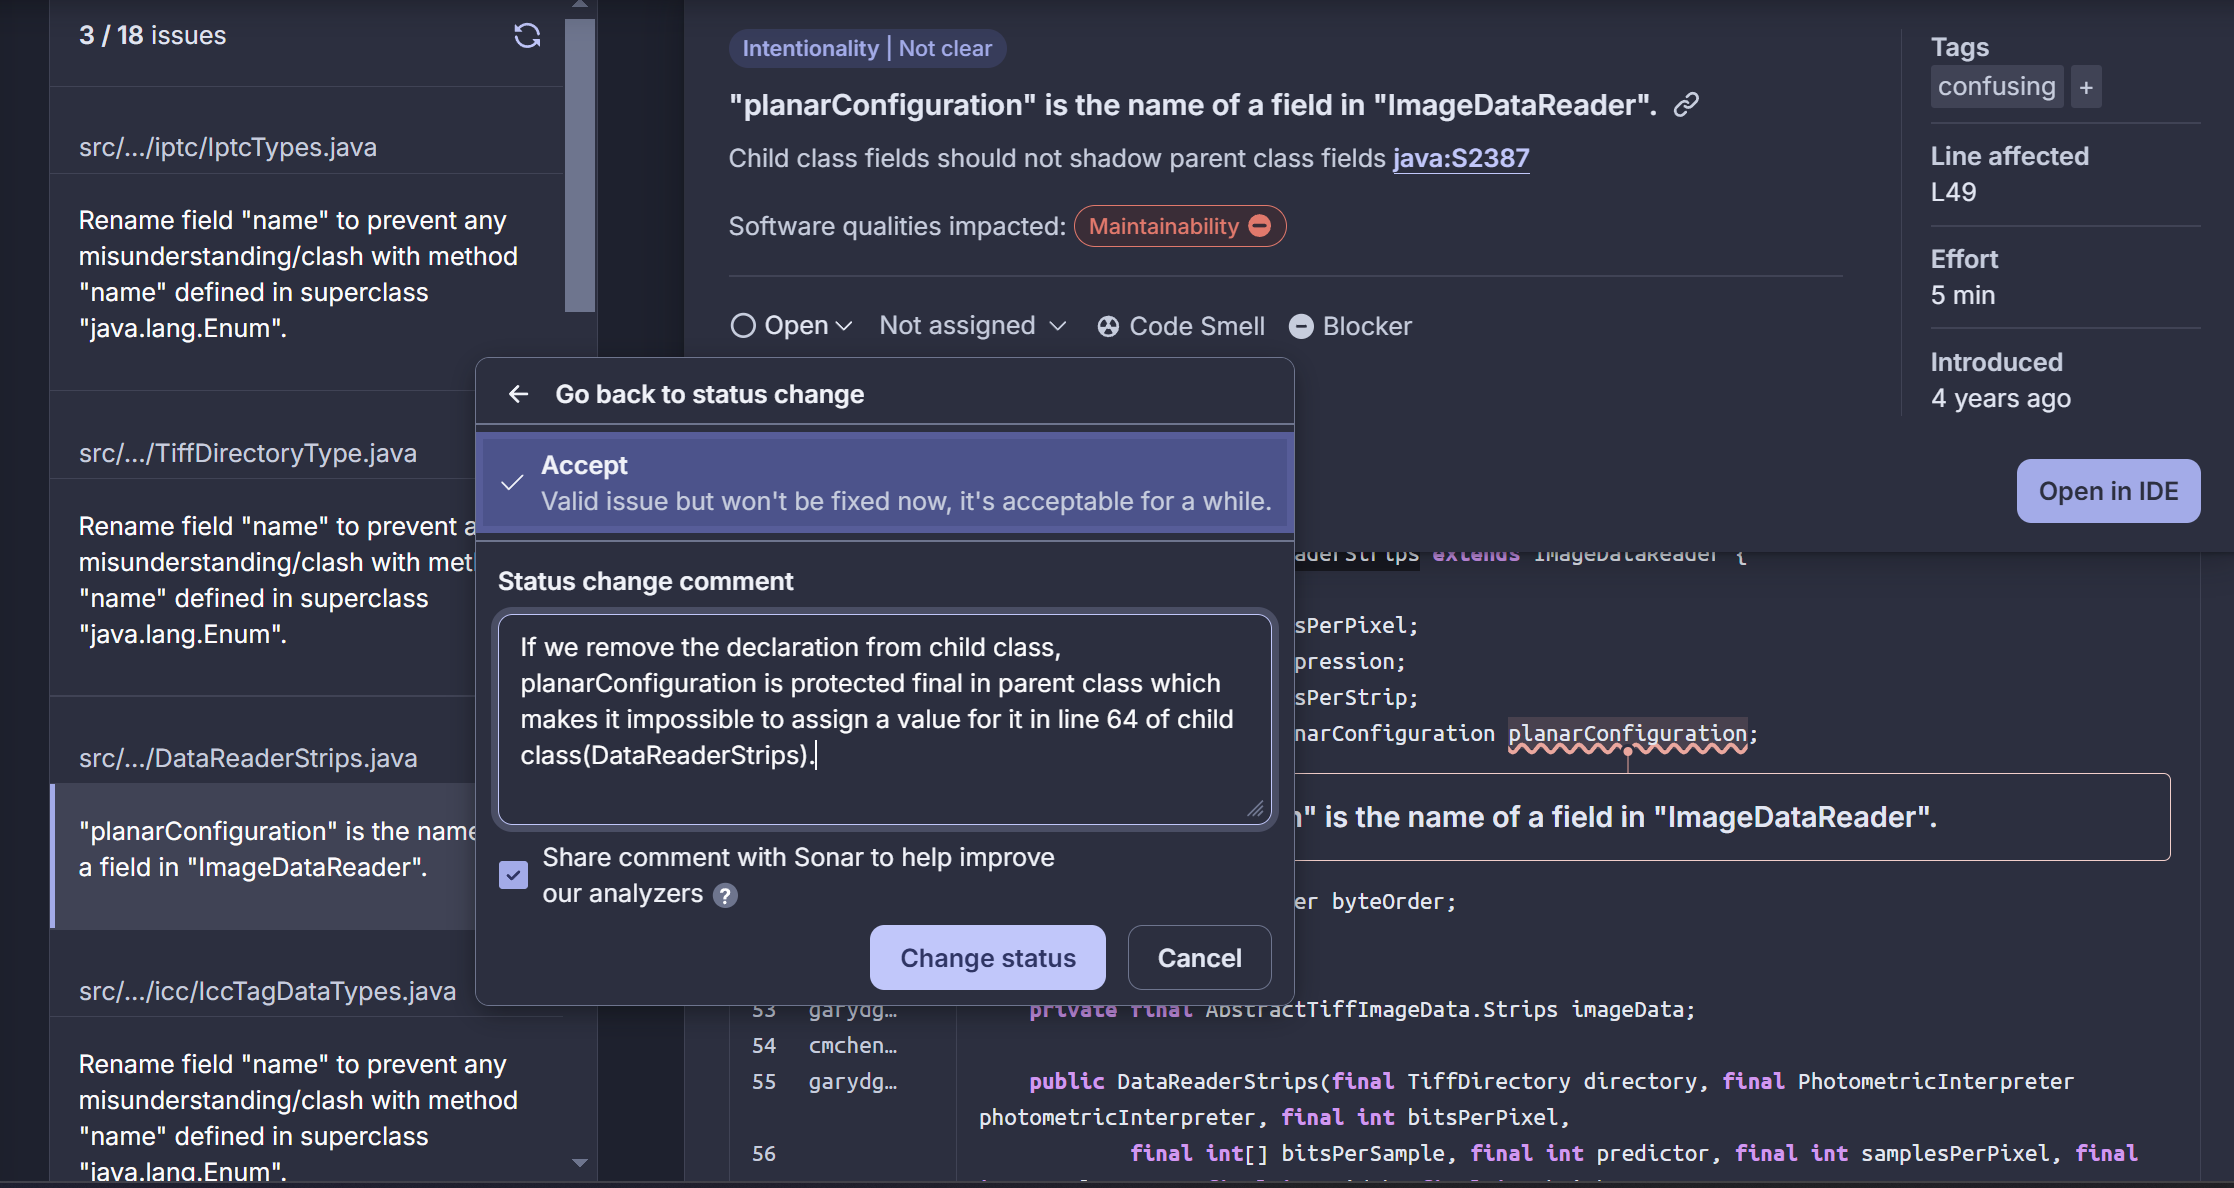 3 / 18 issues
src/.../iptc/IptcTypes.java
Rename field "name" to prevent any
misunderstanding/clash with method
"name" defined in superclass
"java.lang.Enum".
src/.../TiffDirectoryType.java
Rename field "name" to prevent a
misunderstanding/clash with met
"name" defined in superclass
"java.lang.Enum".
src/.../DataReaderStrips.java
"planarConfiguration" is the name
a field in "ImageDataReader".
src/.../icc/IccTagDataTypes.java
Rename field "name" to prevent any
misunderstanding/clash with method
"name" defined in superclass
"java.lang.Enum".
Intentionality | Not clear
"planarConfiguration" is the name of a field in "ImageDataReader".
Child class fields should not shadow parent class fields java:S2387
Software qualities impacted: Maintainability
Open Not assigned Code Smell Blocker
Tags
confusing +
Line affected
L49
Effort
5 min
Introduced
4 years ago
Open in IDE
Go back to status change
Accept
Valid issue but won't be fixed now, it's acceptable for a while.
Status change comment
If we remove the declaration from child class,
planarConfiguration is protected final in parent class which
makes it impossible to assign a value for it in line 64 of child
class(DataReaderStrips).
Share comment with Sonar to help improve
our analyzers ?
Change status Cancel
aderStrips extends ImageDataReader {
sPerPixel;
pression;
sPerStrip;
narConfiguration planarConfiguration;
n" is the name of a field in "ImageDataReader".
er byteOrder;
53 garydg... private final AbstractTiffImageData.Strips imageData;
54 cmchen...
55 garydg... public DataReaderStrips(final TiffDirectory directory, final PhotometricInterpreter
photometricInterpreter, final int bitsPerPixel,
56 final int[] bitsPerSample, final int predictor, final int samplesPerPixel, final